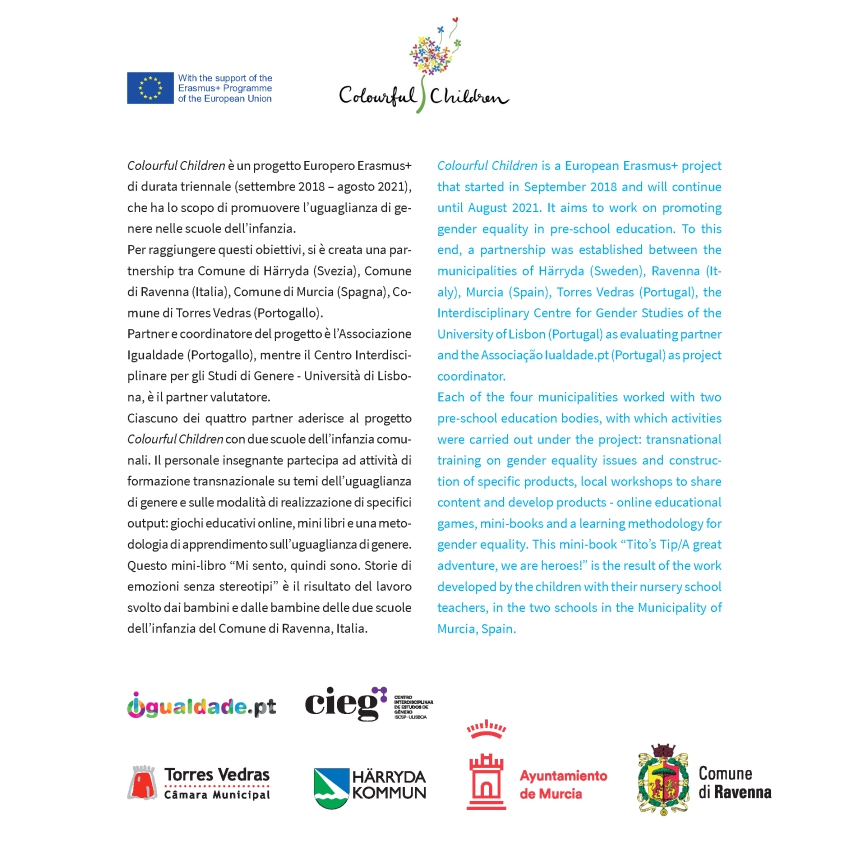 With the support of the
Erasmus+ Programme
of the European Union
Colourful Children
Colourful Children è un progetto Europero Erasmus+
di durata triennale (settembre 2018 – agosto 2021),
che ha lo scopo di promuovere l'uguaglianza di ge-
nere nelle scuole dell'infanzia.
Per raggiungere questi obiettivi, si è creata una par-
tnership tra Comune di Härryda (Svezia), Comune
di Ravenna (Italia), Comune di Murcia (Spagna), Co-
mune di Torres Vedras (Portogallo).
Partner e coordinatore del progetto è l'Associazione
Igualdade (Portogallo), mentre il Centro Interdisci-
plinare per gli Studi di Genere - Università di Lisbo-
na, è il partner valutatore.
Ciascuno dei quattro partner aderisce al progetto
Colourful Children con due scuole dell'infanzia comu-
nali. Il personale insegnante partecipa ad attività di
formazione transnazionale su temi dell'uguaglianza
di genere e sulle modalità di realizzazione di specifici
output: giochi educativi online, mini libri e una meto-
dologia di apprendimento sull'uguaglianza di genere.
Questo mini-libro “Mi sento, quindi sono. Storie di
emozioni senza stereotipi” è il risultato del lavoro
svolto dai bambini e dalle bambine delle due scuole
dell'infanzia del Comune di Ravenna, Italia.
Colourful Children is a European Erasmus+ project
that started in September 2018 and will continue
until August 2021. It aims to work on promoting
gender equality in pre-school education. To this
end, a partnership was established between the
municipalities of Härryda (Sweden), Ravenna (It-
aly), Murcia (Spain), Torres Vedras (Portugal), the
Interdisciplinary Centre for Gender Studies of the
University of Lisbon (Portugal) as evaluating partner
and the Associação Iualdade.pt (Portugal) as project
coordinator.
Each of the four municipalities worked with two
pre-school education bodies, with which activities
were carried out under the project: transnational
training on gender equality issues and construc-
tion of specific products, local workshops to share
content and develop products - online educational
games, mini-books and a learning methodology for
gender equality. This mini-book “Tito's Tip/A great
adventure, we are heroes!” is the result of the work
developed by the children with their nursery school
teachers, in the two schools in the Municipality of
Murcia, Spain.
igualdade.pt
cieg
CENTRO
INTERDISCIPLINAR
DE ESTUDOS DE
GÉNERO
ISCSP - ULISBOA
Torres Vedras
Câmara Municipal
HÄRRYDA
KOMMUN
Ayuntamiento
de Murcia
Comune
di Ravenna